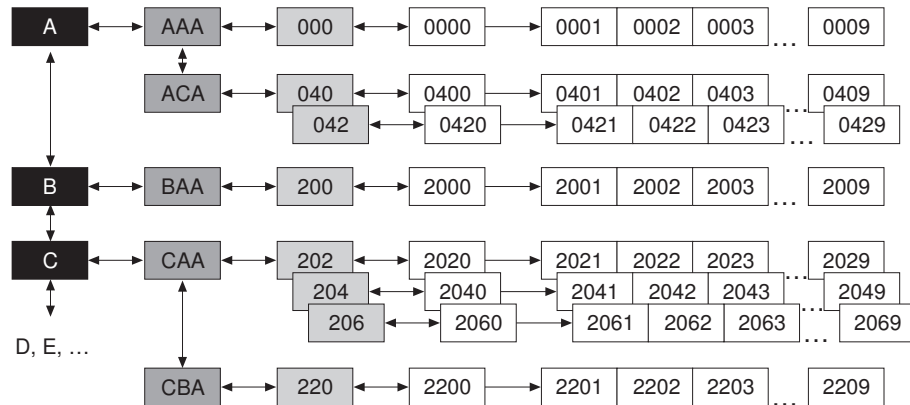 A AAA 000 0000 0001 0002 0003 ... 0009
ACA 040 0400 0401 0402 0403 ... 0409
042 0420 0421 0422 0423 ... 0429
B BAA 200 2000 2001 2002 2003 ... 2009
C CAA 202 2020 2021 2022 2023 ... 2029
204 2040 2041 2042 2043 ... 2049
206 2060 2061 2062 2063 ... 2069
D, E, ...
CBA 220 2200 2201 2202 2203 ... 2209